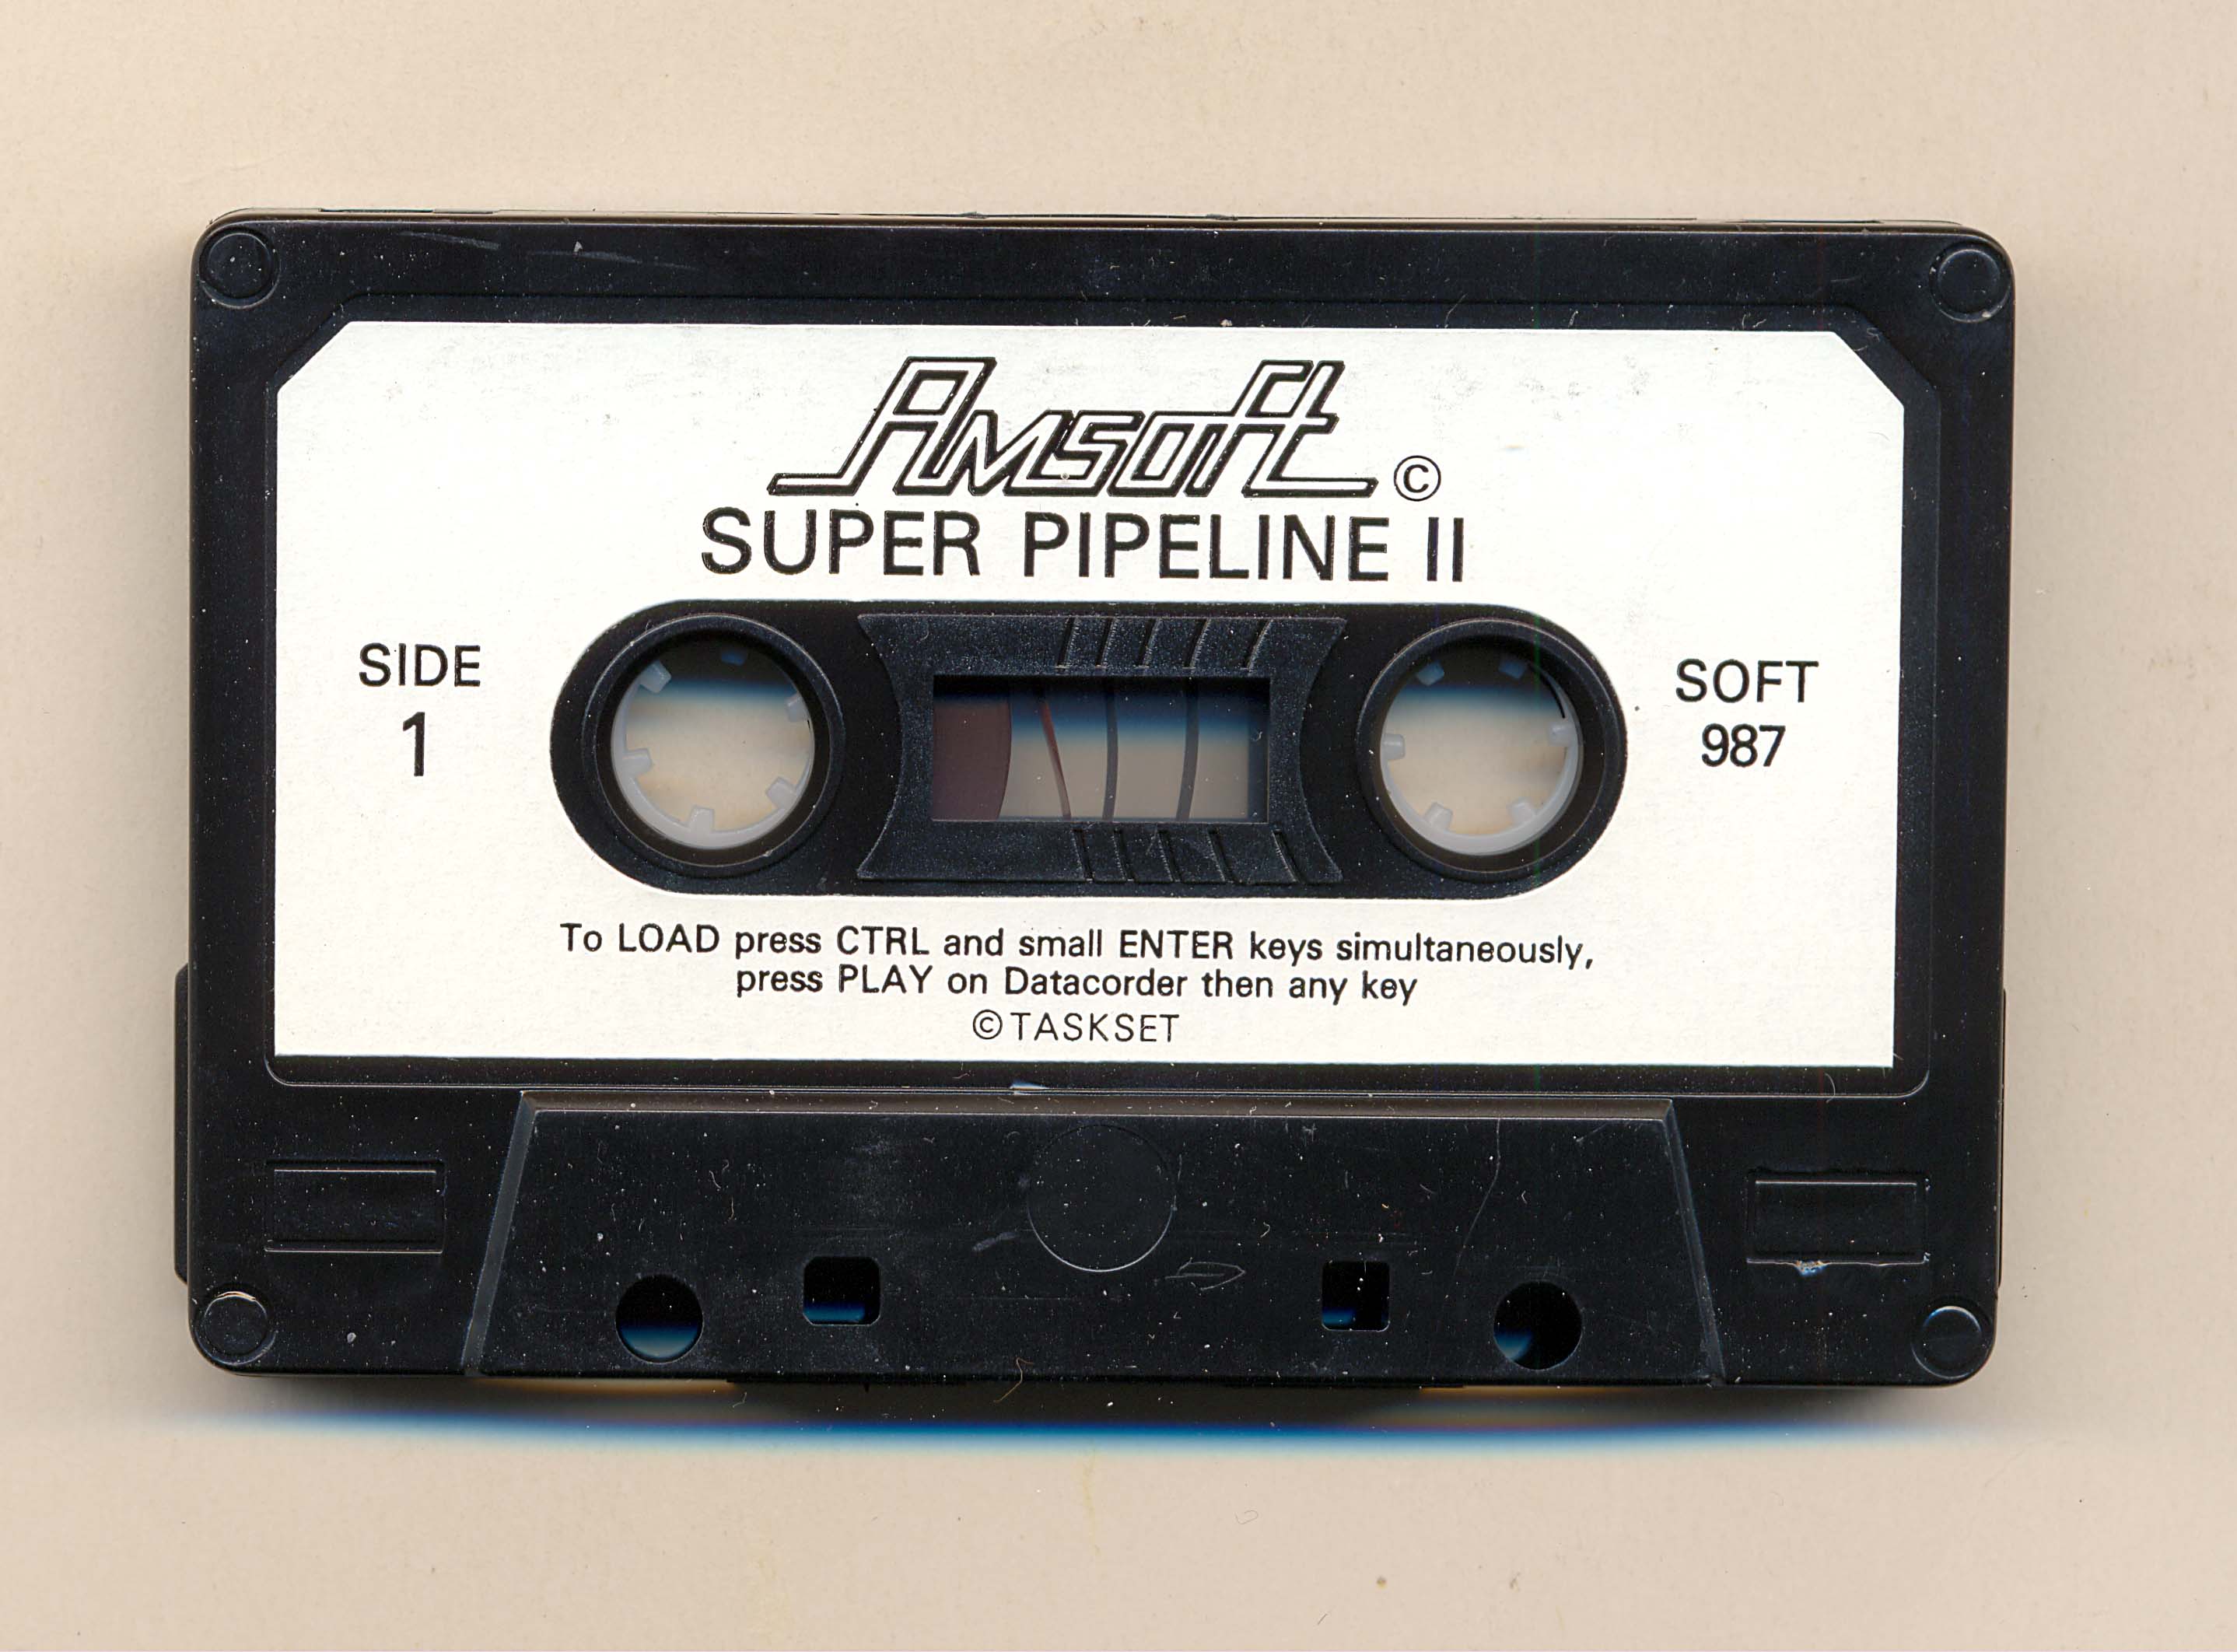 Amsoft ©
SUPER PIPELINE II
SIDE
1
SOFT
987
To LOAD press CTRL and small ENTER keys simultaneously,
press PLAY on Datacorder then any key
© TASKSET